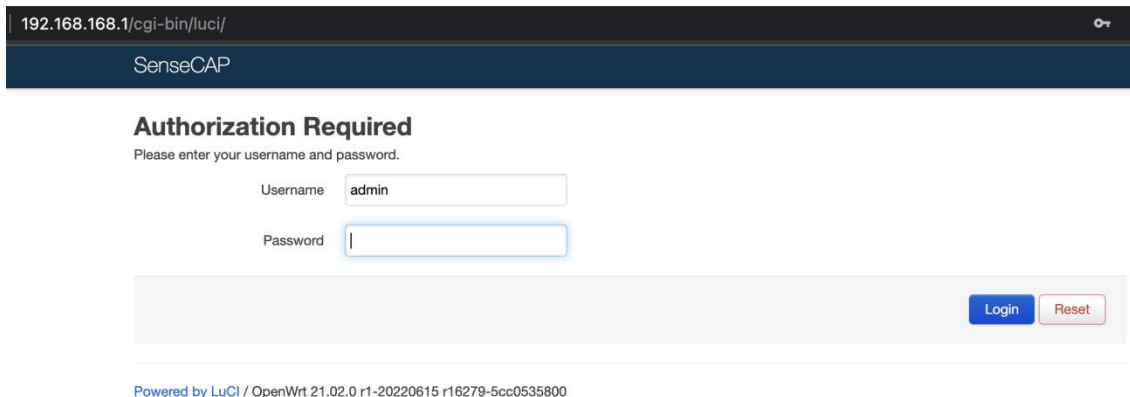 192.168.168.1/cgi-bin/luci/
SenseCAP
Authorization Required
Please enter your username and password.
Username admin
Password
Login Reset
Powered by LuCI / OpenWrt 21.02.0 r1-20220615 r16279-5cc0535800